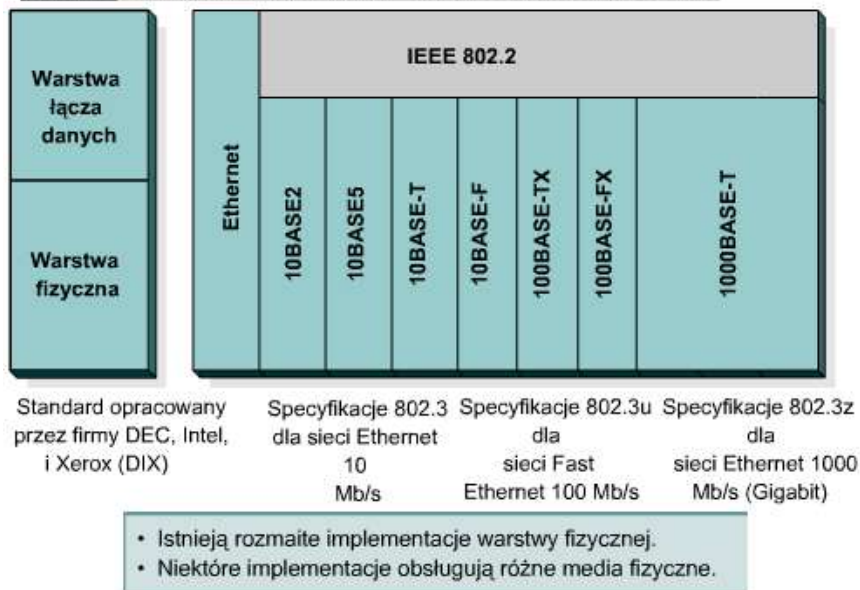 Warstwa
łącza
danych
Warstwa
fizyczna
Ethernet
IEEE 802.2
10BASE2
10BASE5
10BASE-T
10BASE-F
100BASE-TX
100BASE-FX
1000BASE-T
Standard opracowany
przez firmy DEC, Intel,
i Xerox (DIX)
Specyfikacje 802.3
dla sieci Ethernet
10
Mb/s
Specyfikacje 802.3u
dla
sieci Fast
Ethernet 100 Mb/s
Specyfikacje 802.3z
dla
sieci Ethernet 1000
Mb/s (Gigabit)
• Istnieją rozmaite implementacje warstwy fizycznej.
• Niektóre implementacje obsługują różne media fizyczne.